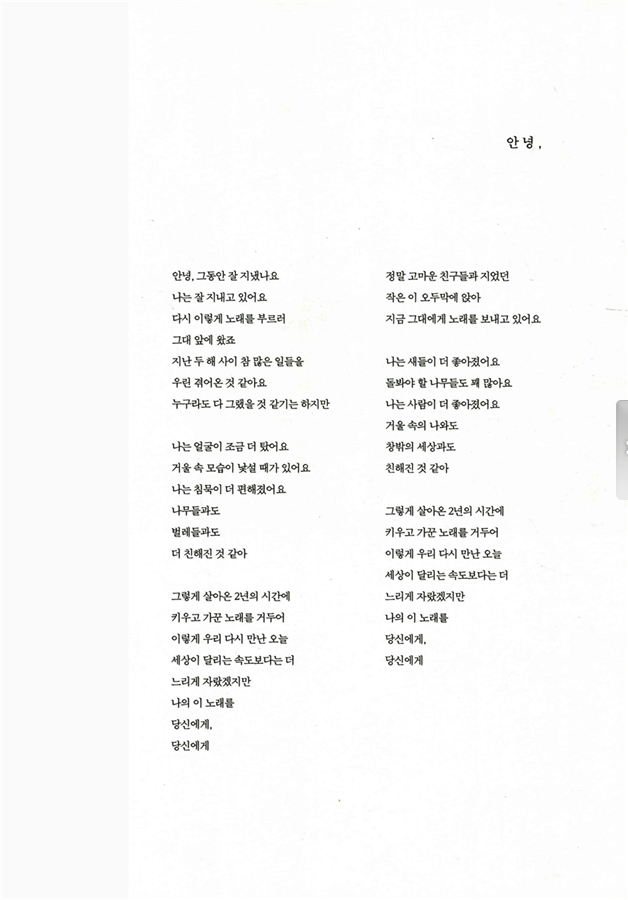 안녕,
안녕, 그동안 잘 지냈나요
나는 잘 지내고 있어요
다시 이렇게 노래를 부르러
그대 앞에 왔죠
지난 두 해 사이 참 많은 일들을
우린 겪어온 것 같아요
누구라도 다 그랬을 것 같기는 하지만
나는 얼굴이 조금 더 탔어요
거울 속 모습이 낯설 때가 있어요
나는 침묵이 더 편해졌어요
나무들과도
벌레들과도
더 친해진 것 같아
그렇게 살아온 2년의 시간에
키우고 가꾼 노래를 거두어
이렇게 우리 다시 만난 오늘
세상이 달리는 속도보다는 더
느리게 자랐겠지만
나의 이 노래를
당신에게,
당신에게
정말 고마운 친구들과 지었던
작은 이 오두막에 앉아
지금 그대에게 노래를 보내고 있어요
나는 새들이 더 좋아졌어요
돌봐야 할 나무들도 꽤 많아요
나는 사람이 더 좋아졌어요
거울 속의 나와도
창밖의 세상과도
친해진 것 같아
그렇게 살아온 2년의 시간에
키우고 가꾼 노래를 거두어
이렇게 우리 다시 만난 오늘
세상이 달리는 속도보다는 더
느리게 자랐겠지만
나의 이 노래를
당신에게,
당신에게